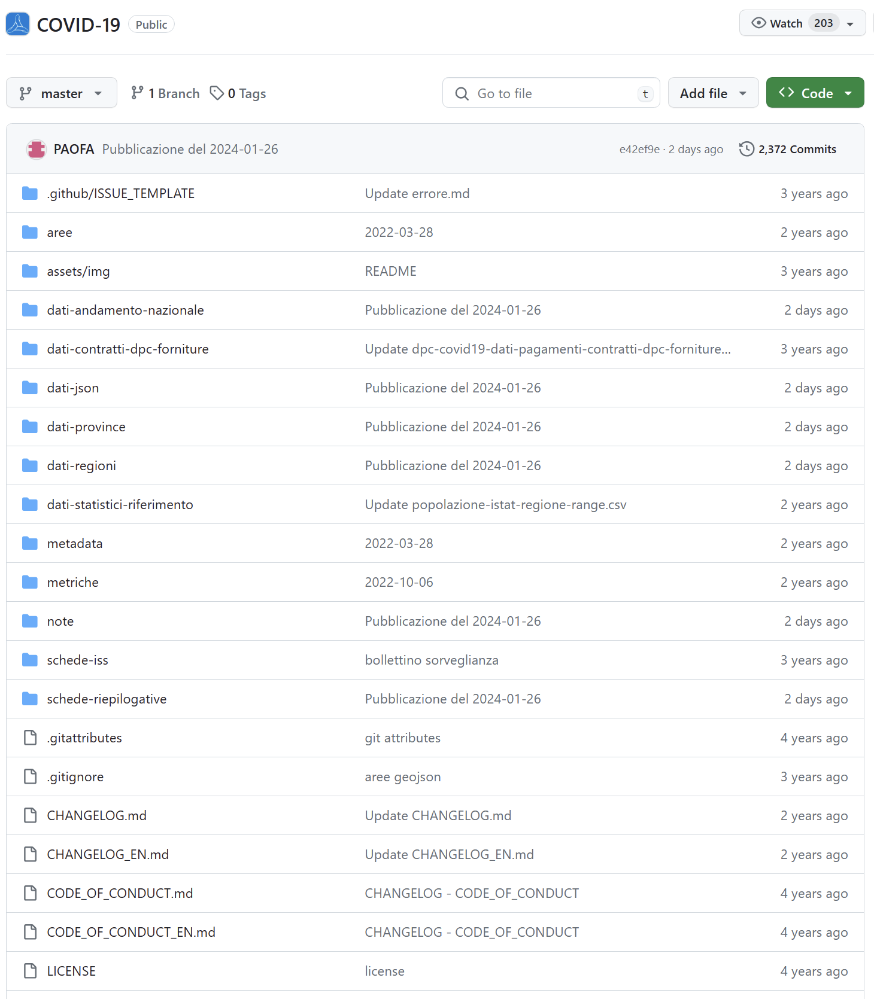 COVID-19 Public Watch 203
master 1 Branch 0 Tags Go to file t Add file Code
PAOFA Pubblicazione del 2024-01-26 e42ef9e · 2 days ago 2,372 Commits
.github/ISSUE_TEMPLATE Update errore.md 3 years ago
aree 2022-03-28 2 years ago
assets/img README 3 years ago
dati-andamento-nazionale Pubblicazione del 2024-01-26 2 days ago
dati-contratti-dpc-forniture Update dpc-covid19-dati-pagamenti-contratti-dpc-forniture... 3 years ago
dati-json Pubblicazione del 2024-01-26 2 days ago
dati-province Pubblicazione del 2024-01-26 2 days ago
dati-regioni Pubblicazione del 2024-01-26 2 days ago
dati-statistici-riferimento Update popolazione-istat-regione-range.csv 2 years ago
metadata 2022-03-28 2 years ago
metriche 2022-10-06 2 years ago
note Pubblicazione del 2024-01-26 2 days ago
schede-iss bollettino sorveglianza 3 years ago
schede-riepilogative Pubblicazione del 2024-01-26 2 days ago
.gitattributes git attributes 4 years ago
.gitignore aree geojson 3 years ago
CHANGELOG.md Update CHANGELOG.md 2 years ago
CHANGELOG_EN.md Update CHANGELOG_EN.md 2 years ago
CODE_OF_CONDUCT.md CHANGELOG - CODE_OF_CONDUCT 4 years ago
CODE_OF_CONDUCT_EN.md CHANGELOG - CODE_OF_CONDUCT 4 years ago
LICENSE license 4 years ago